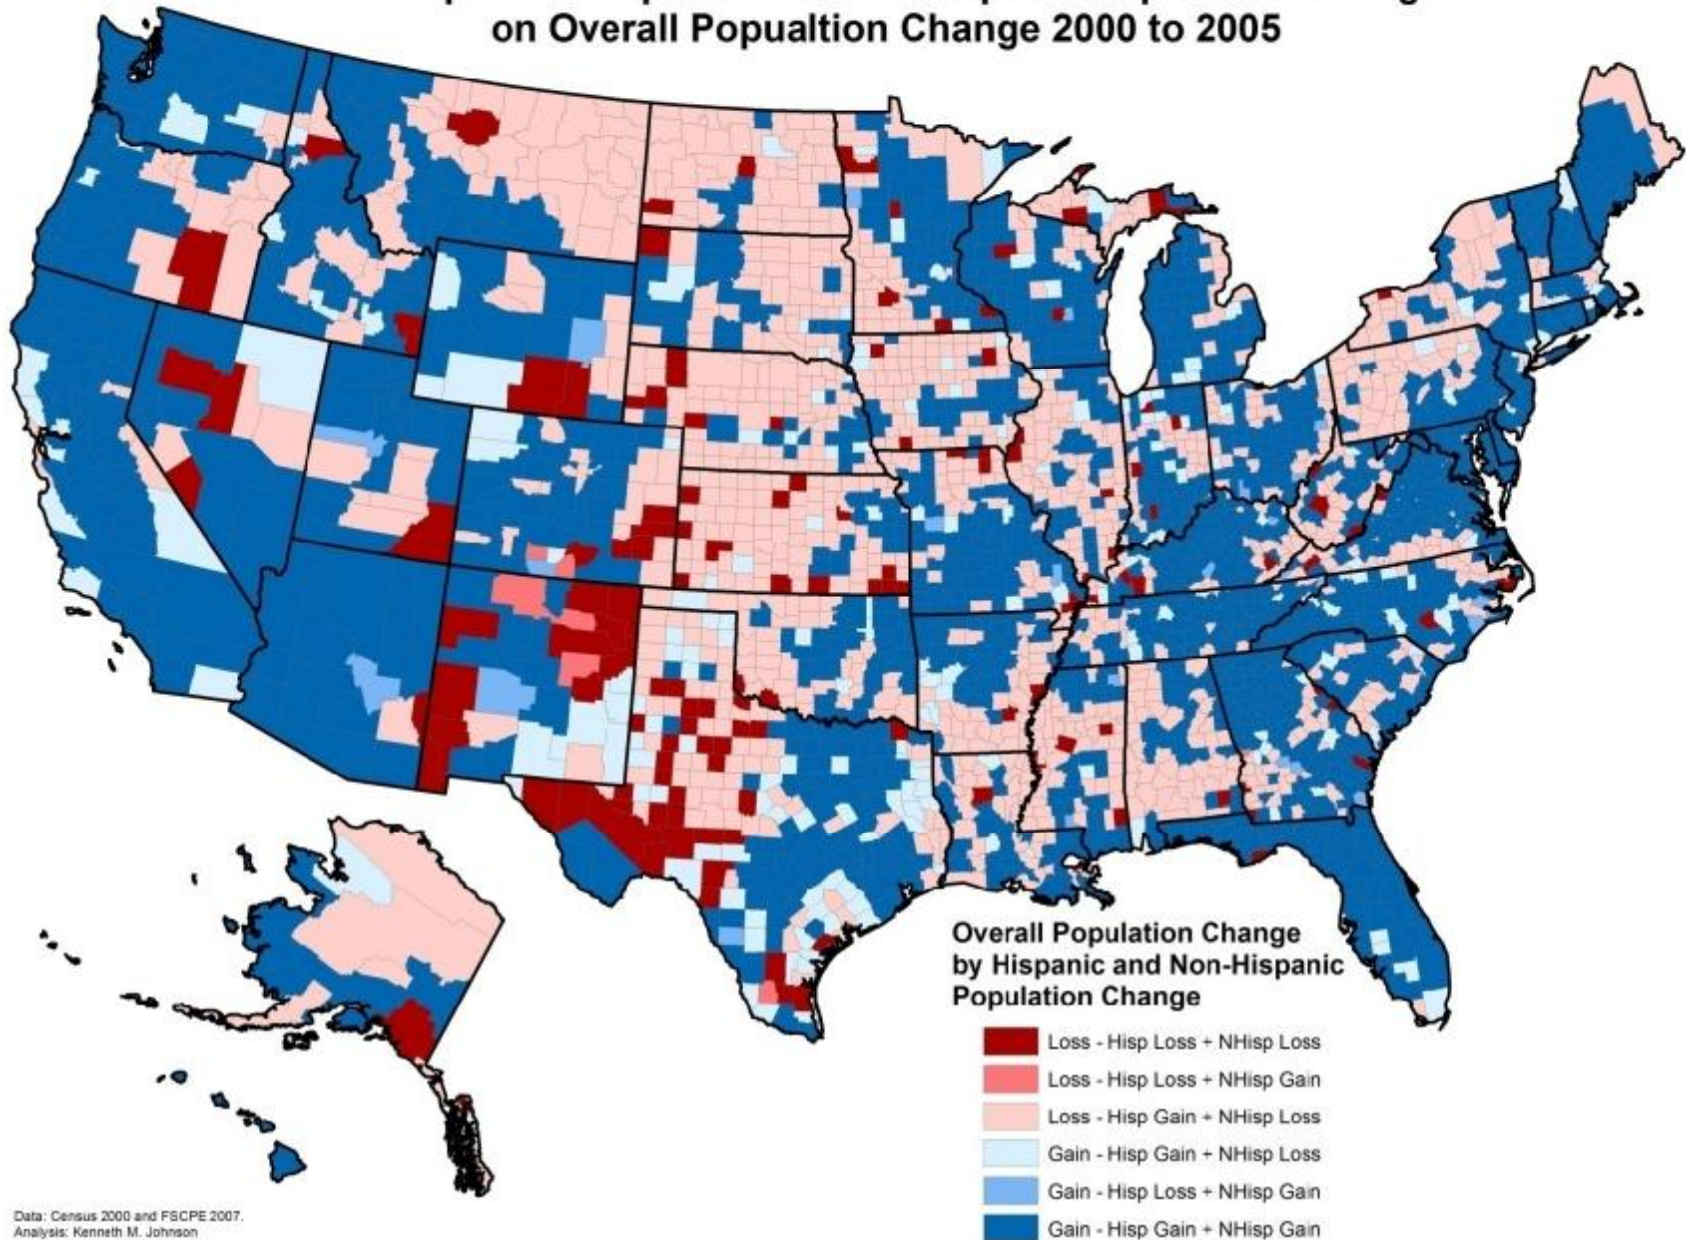 on Overall Popualtion Change 2000 to 2005
Overall Population Change
by Hispanic and Non-Hispanic
Population Change
Loss - Hisp Loss + NHisp Loss
Loss - Hisp Loss + NHisp Gain
Loss - Hisp Gain + NHisp Loss
Gain - Hisp Gain + NHisp Loss
Gain - Hisp Loss + NHisp Gain
Gain - Hisp Gain + NHisp Gain
Data: Census 2000 and FSCPE 2007.
Analysis: Kenneth M. Johnson